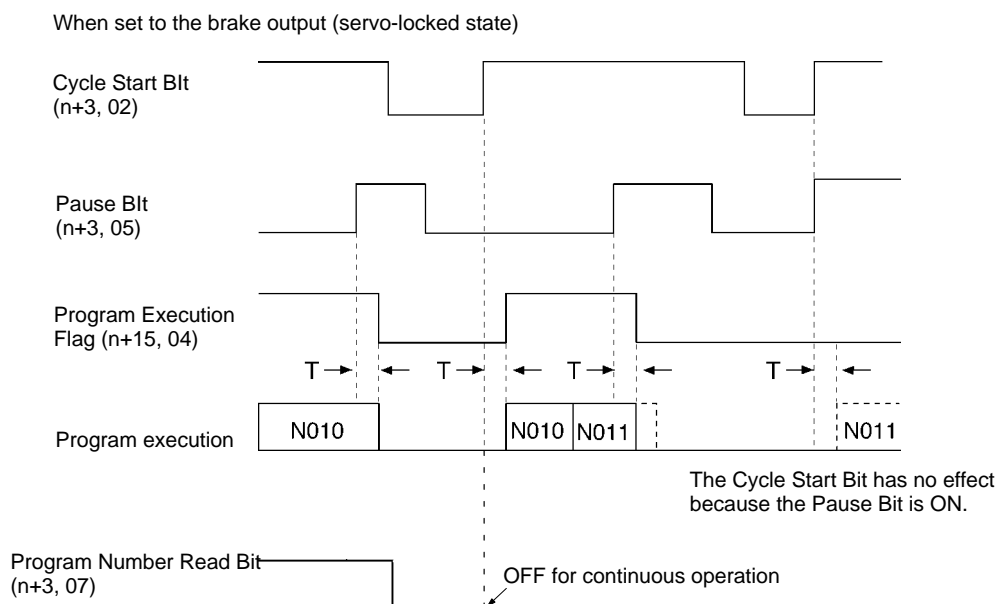 When set to the brake output (servo-locked state)
Cycle Start BIt
(n+3, 02)
Pause BIt
(n+3, 05)
Program Execution
Flag (n+15, 04)
T T T T
Program execution
N010 N010 N011 N011
The Cycle Start Bit has no effect
because the Pause Bit is ON.
Program Number Read Bit
(n+3, 07)
OFF for continuous operation